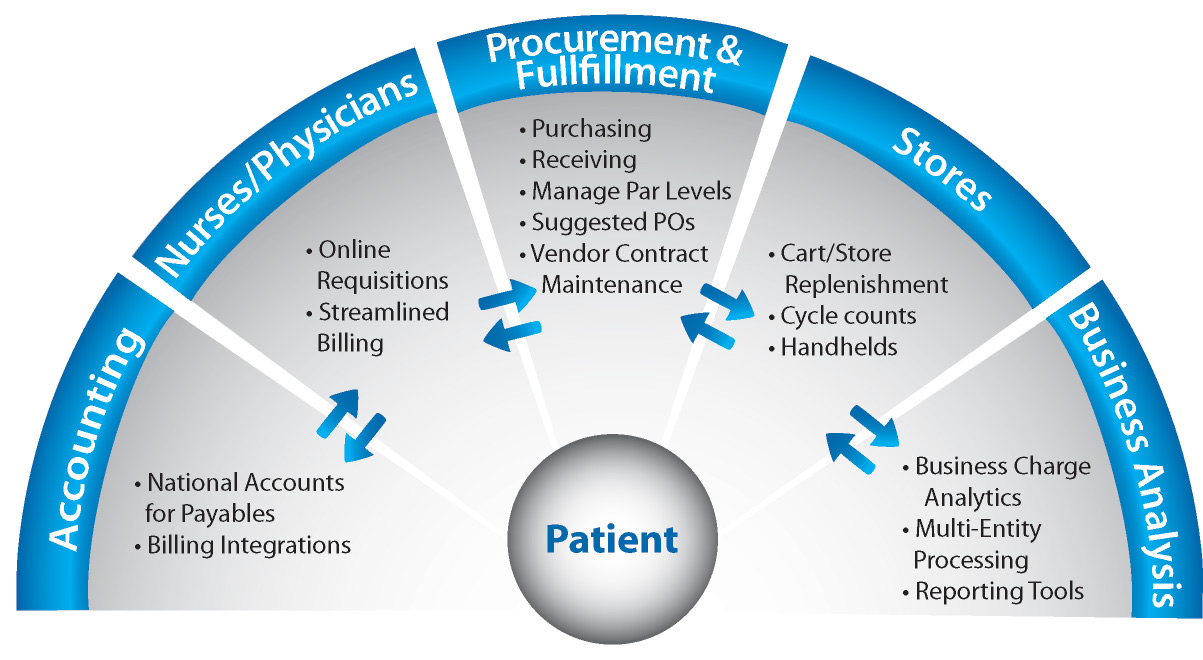 Accounting
• National Accounts
for Payables
• Billing Integrations
Nurses/Physicians
• Online
Requisitions
• Streamlined
Billing
Procurement &
Fullfillment
• Purchasing
• Receiving
• Manage Par Levels
• Suggested POs
• Vendor Contract
Maintenance
Stores
• Cart/Store
Replenishment
• Cycle counts
• Handhelds
Business Analysis
• Business Charge
Analytics
• Multi-Entity
Processing
• Reporting Tools
Patient